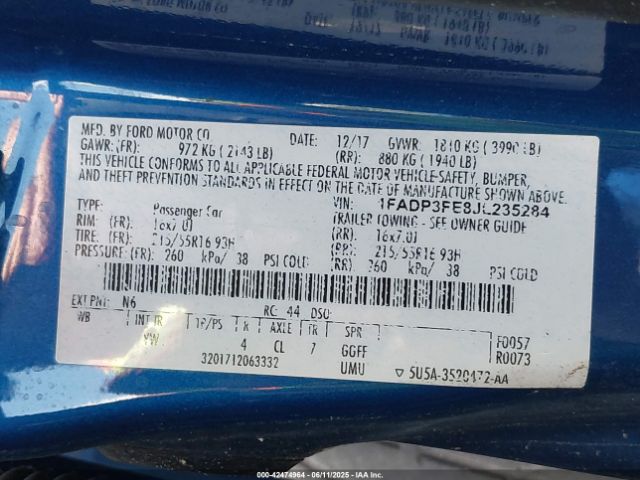 MFD. BY FORD MOTOR CO. DATE: 12/17 GVWR: 1810 KG ( 3990 LB)
GAWR: (FR): 972 KG ( 2143 LB) (RR): 880 KG ( 1940 LB)
THIS VEHICLE CONFORMS TO ALL APPLICABLE FEDERAL MOTOR VEHICLE SAFETY, BUMPER,
AND THEFT PREVENTION STANDARDS IN EFFECT ON THE DATE OF MANUFACTURE SHOWN ABOVE.
VIN: 1FADP3FE8JL235284
TYPE: Passenger Car TRAILER TOWING - SEE OWNER GUIDE
RIM: (FR): 16x7.0J (RR): 16x7.0J
TIRE: (FR): 215/55R16 93H (RR): 215/55R16 93H
PRESSURE: (FR): 260 kPa/ 38 PSI COLD (RR): 260 kPa/ 38 PSI COLD
EXT PNT: N6 RC: 44 DSO:
WB INT TR TP/PS R AXLE TR SPR
YW 4 CL 7 GGFF
UMU
3201712063332
F0057
R0073
5U5A-3520472-AA
000-42474964 - 06/11/2025 - IAAI.COM